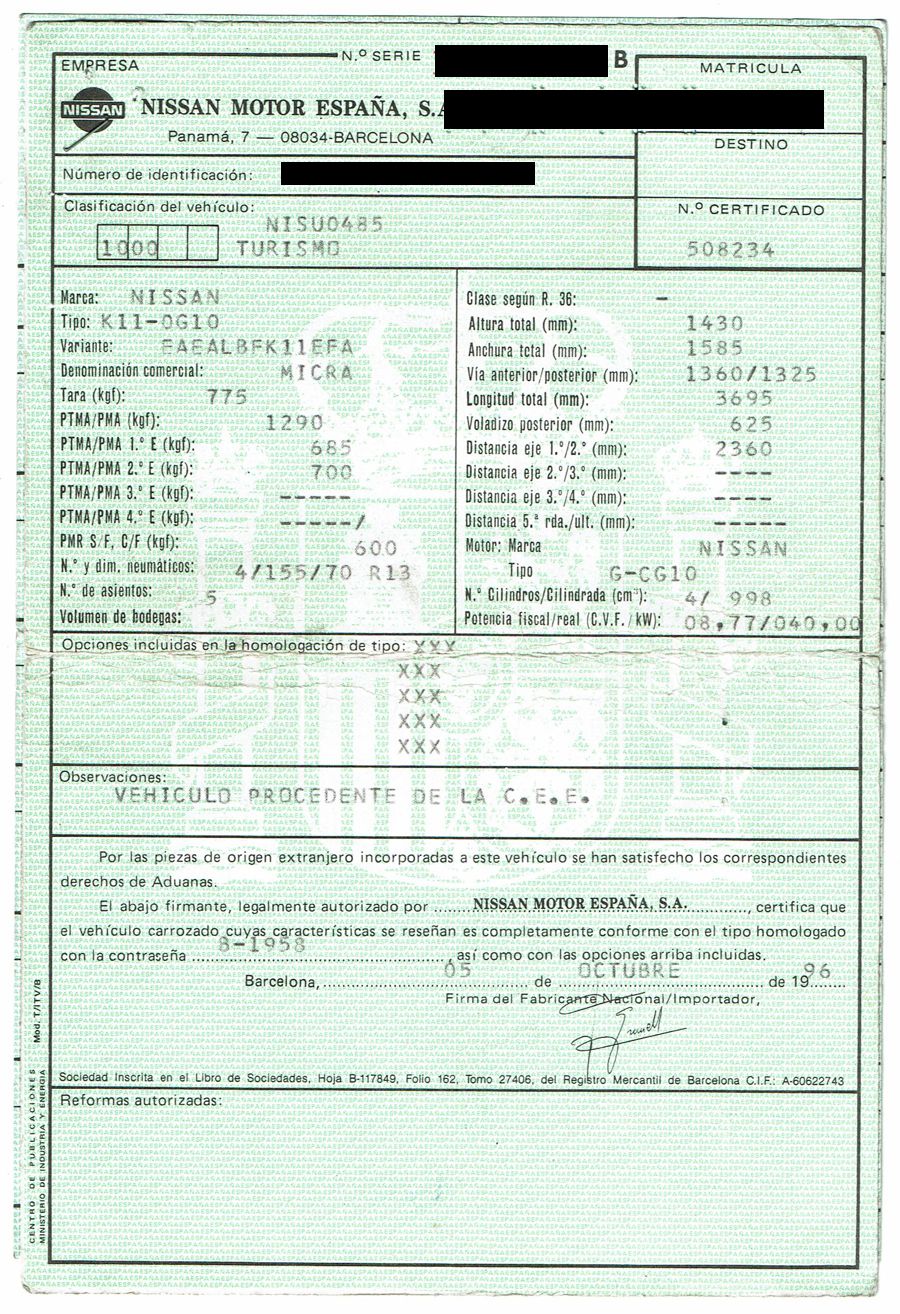 EMPRESA
N.º SERIE B
MATRICULA
NISSAN
NISSAN MOTOR ESPAÑA, S.A
Panamá, 7 — 08034-BARCELONA
DESTINO
Número de identificación:
Clasificación del vehículo:
N.º CERTIFICADO
NISU0485
1000 TURISMO
508234
Marca: NISSAN
Tipo: K11-0G10
Variante: EAEALBFK11EFA
Denominación comercial: MICRA
Tara (kgf): 775
PTMA/PMA (kgf): 1290
PTMA/PMA 1.º E (kgf): 685
PTMA/PMA 2.º E (kgf): 700
PTMA/PMA 3.º E (kgf): -----
PTMA/PMA 4.º E (kgf): -----/
PMR S/F, C/F (kgf): 600
N.º y dim. neumáticos: 4/155/70 R13
N.º de asientos: 5
Volumen de bodegas:
Clase según R. 36: —
Altura total (mm): 1430
Anchura total (mm): 1585
Vía anterior/posterior (mm): 1360/1325
Longitud total (mm): 3695
Voladizo posterior (mm): 625
Distancia eje 1.º/2.º (mm): 2360
Distancia eje 2.º/3.º (mm): ----
Distancia eje 3.º/4.º (mm): ----
Distancia 5.ª rda./ult. (mm): -----
Motor: Marca NISSAN
Tipo G-CG10
N.º Cilindros/Cilindrada (cm³): 4/ 998
Potencia fiscal/real (C.V.F./kW): 08,77/040,00
Opciones incluidas en la homologación de tipo: XXX
XXX
XXX
XXX
XXX
Observaciones:
VEHICULO PROCEDENTE DE LA C.E.E.
Por las piezas de origen extranjero incorporadas a este vehículo se han satisfecho los correspondientes
derechos de Aduanas.
El abajo firmante, legalmente autorizado por NISSAN MOTOR ESPAÑA, S.A., certifica que
el vehículo carrozado cuyas características se reseñan es completamente conforme con el tipo homologado
con la contraseña 8-1958, así como con las opciones arriba incluidas.
Barcelona, 05 de OCTUBRE de 1996
Firma del Fabricante Nacional/Importador,
Sociedad Inscrita en el Libro de Sociedades, Hoja B-117849, Folio 162, Tomo 27406, del Registro Mercantil de Barcelona C.I.F.: A-60622743
Reformas autorizadas:
Mod. T/ITV/B
CENTRO DE PUBLICACIONES
MINISTERIO DE INDUSTRIA Y ENERGIA